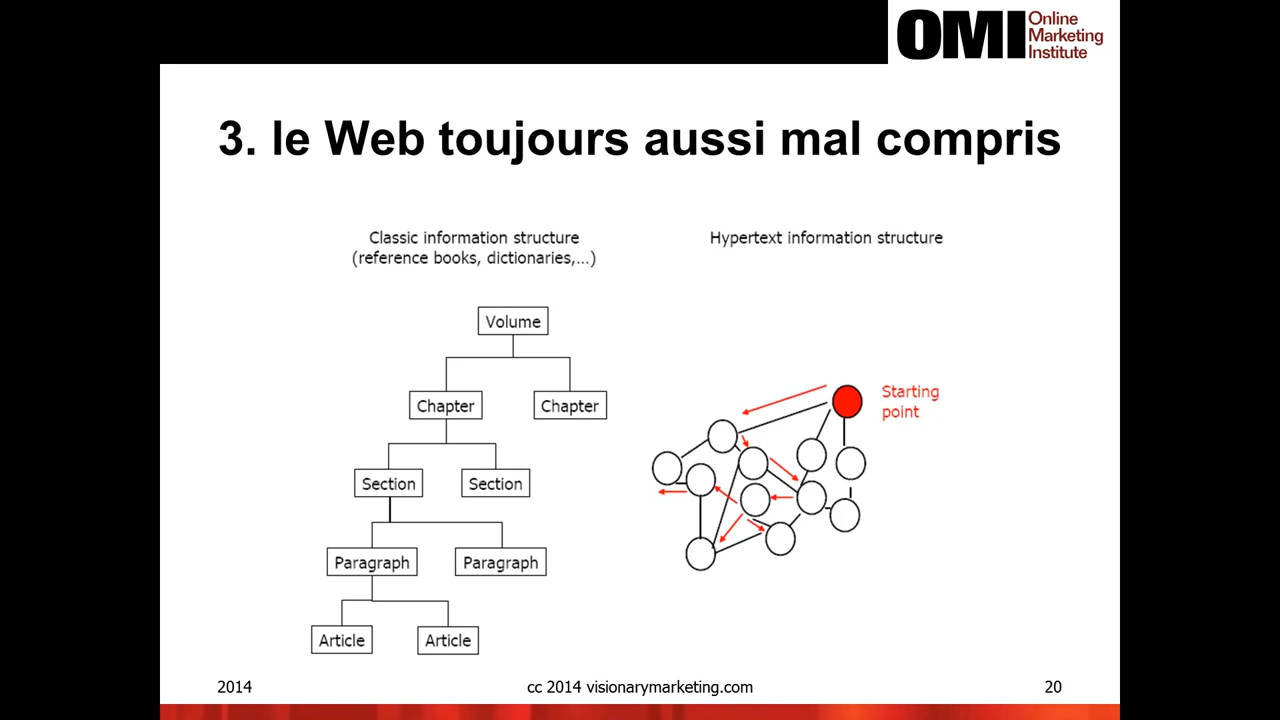 OMI
Online
Marketing
Institute
3. le Web toujours aussi mal compris
Classic information structure
(reference books, dictionaries,...)
Hypertext information structure
Volume
Chapter
Chapter
Section
Section
Paragraph
Paragraph
Article
Article
Starting
point
2014
cc 2014 visionarymarketing.com
20